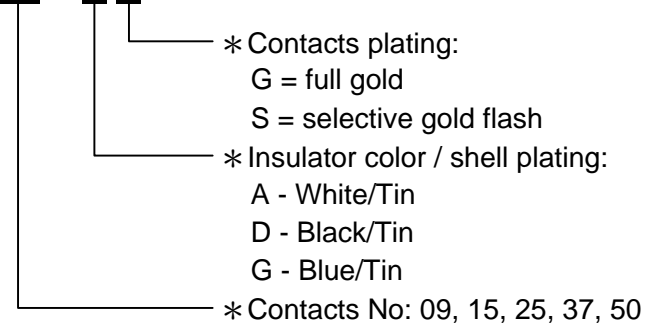 * Contacts plating:
G = full gold
S = selective gold flash
* Insulator color / shell plating:
A - White/Tin
D - Black/Tin
G - Blue/Tin
* Contacts No: 09, 15, 25, 37, 50